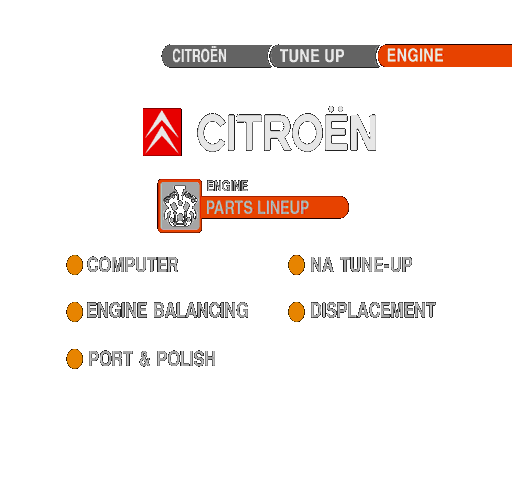 CITROËN TUNE UP ENGINE
CITROËN
ENGINE
PARTS LINEUP
COMPUTER NA TUNE-UP
ENGINE BALANCING DISPLACEMENT
PORT & POLISH